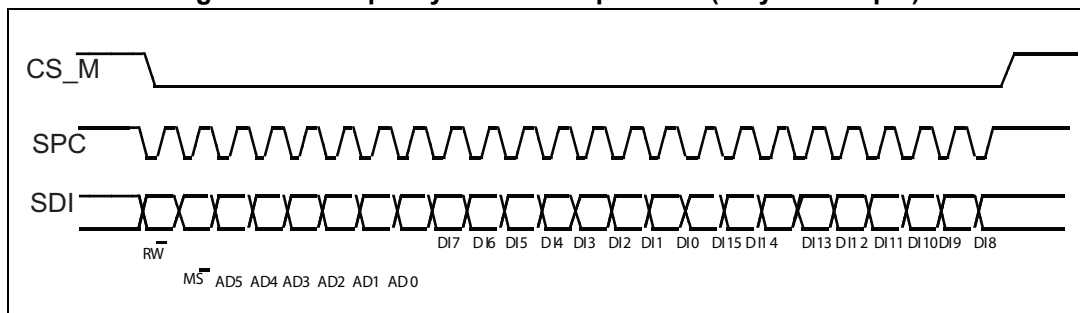 CS_M
SPC
SDI
RW
DI7 DI6 DI5 DI4 DI3 DI2 DI1 DI0 DI15 DI14 DI13 DI12 DI11 DI10 DI9 DI8
MS AD5 AD4 AD3 AD2 AD1 AD0